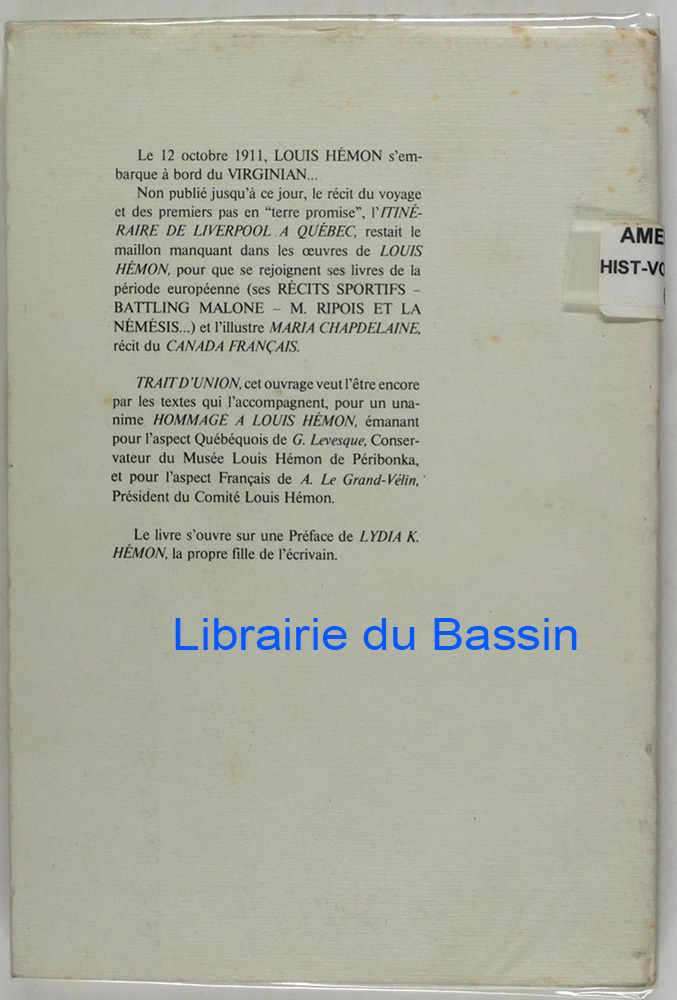 Le 12 octobre 1911, LOUIS HÉMON s'em-
barque à bord du VIRGINIAN...
Non publié jusqu'à ce jour, le récit du voyage
et des premiers pas en "terre promise", l'ITINÉ-
RAIRE DE LIVERPOOL A QUÉBEC, restait le
maillon manquant dans les œuvres de LOUIS
HÉMON, pour que se rejoignent ses livres de la
période européenne (ses RÉCITS SPORTIFS –
BATTLING MALONE – M. RIPOIS ET LA
NÉMÉSIS...) et l'illustre MARIA CHAPDELAINE,
récit du CANADA FRANÇAIS.
TRAIT D'UNION, cet ouvrage veut l'être encore
par les textes qui l'accompagnent, pour un una-
nime HOMMAGE A LOUIS HÉMON, émanant
pour l'aspect Québéquois de G. Levesque, Conser-
vateur du Musée Louis Hémon de Péribonka,
et pour l'aspect Français de A. Le Grand-Vélin,
Président du Comité Louis Hémon.
Le livre s'ouvre sur une Préface de LYDIA K.
HÉMON, la propre fille de l'écrivain.
AME
HIST-VO
Librairie du Bassin